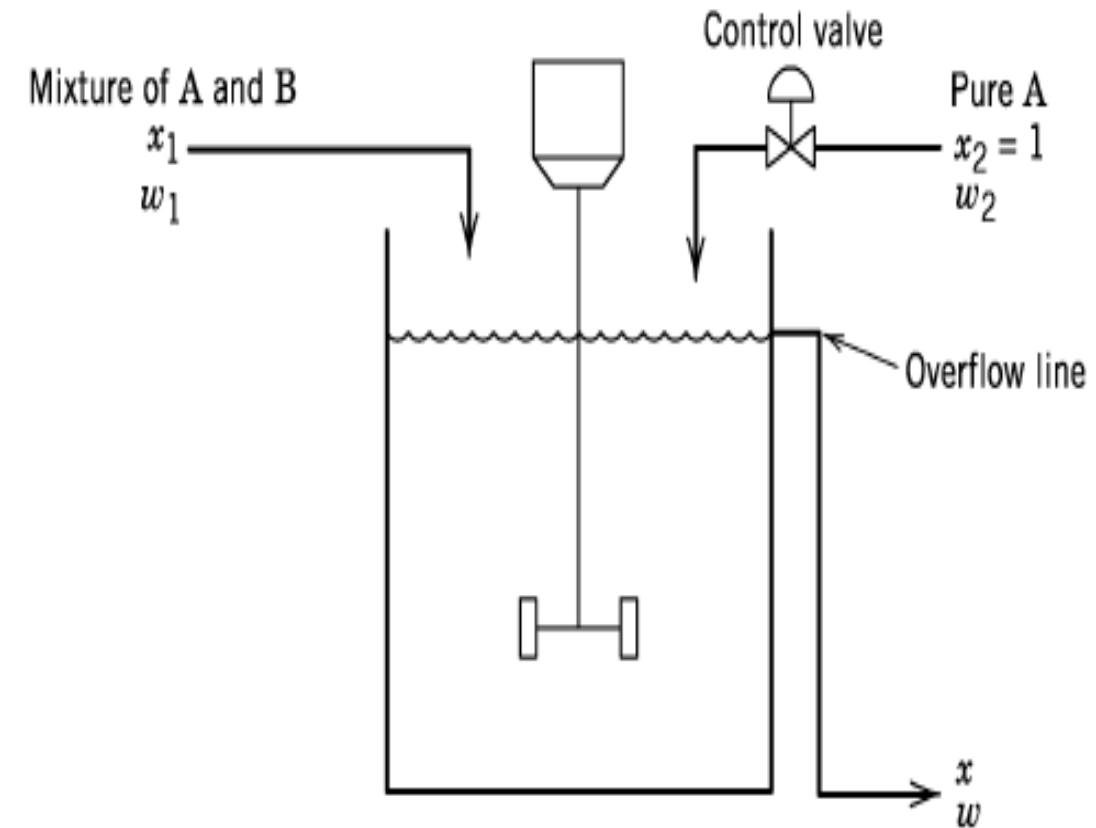 Control valve
Mixture of A and B
x₁
w₁
Pure A
x₂ = 1
w₂
Overflow line
x
w